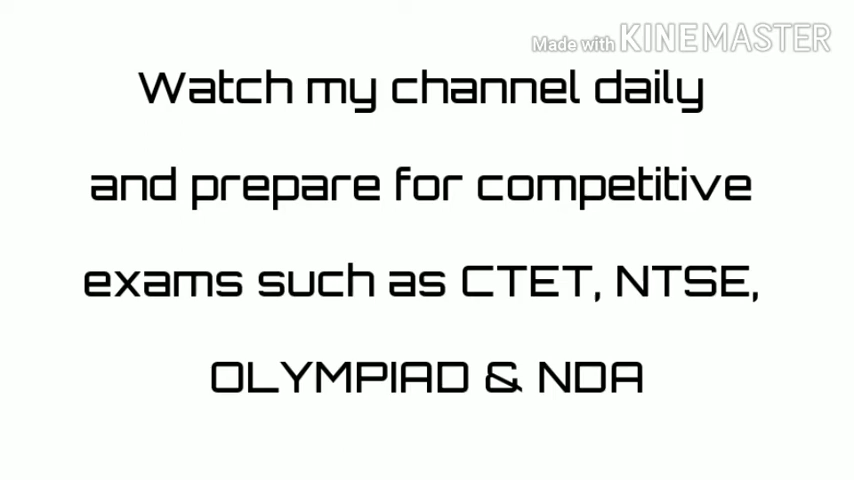 Made with KINEMASTER
Watch my channel daily
and prepare for competitive
exams such as CTET, NTSE,
OLYMPIAD & NDA